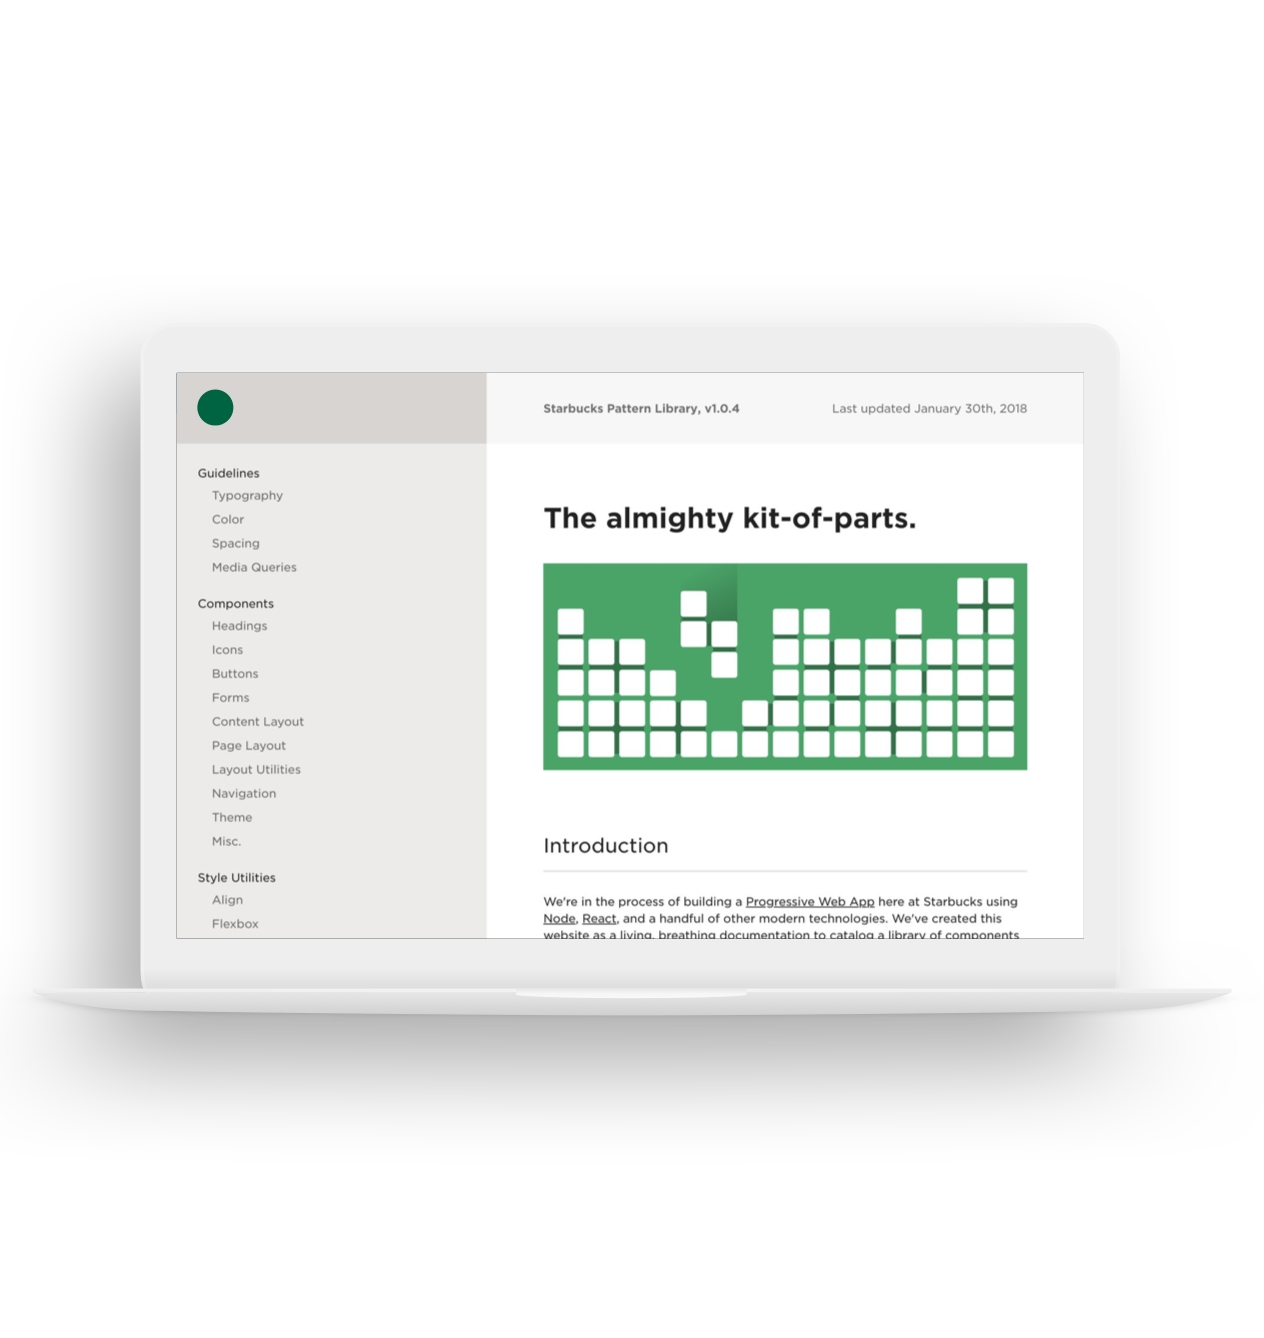 Starbucks Pattern Library, v1.0.4
Last updated January 30th, 2018
Guidelines
Typography
Color
Spacing
Media Queries
Components
Headings
Icons
Buttons
Forms
Content Layout
Page Layout
Layout Utilities
Navigation
Theme
Misc.
Style Utilities
Align
Flexbox
The almighty kit-of-parts.
Introduction
We're in the process of building a Progressive Web App here at Starbucks using
Node, React, and a handful of other modern technologies. We've created this
website as a living, breathing documentation to catalog a library of components